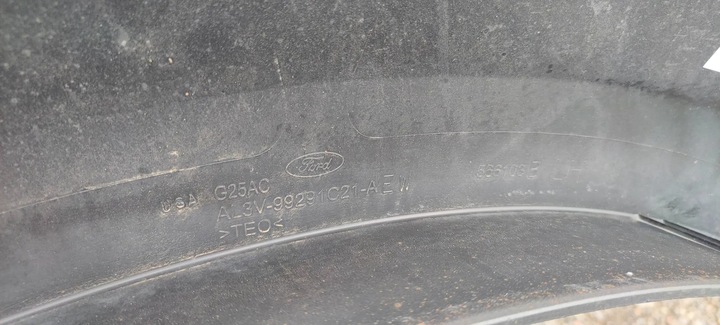 Ford
USA G25AC
AL3V-99291C21-AEW
>TEO<